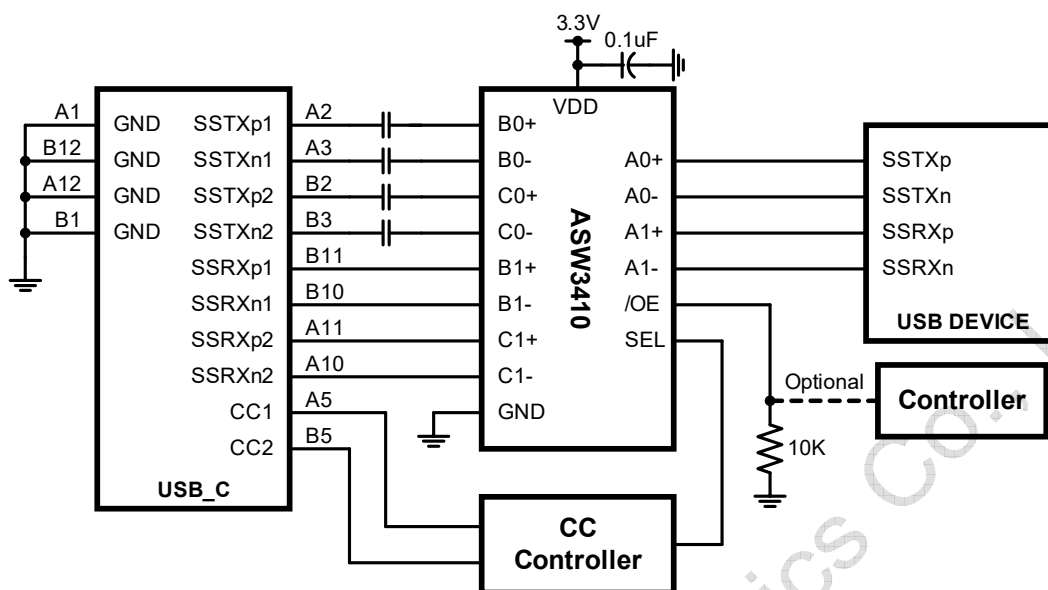 3.3V
0.1uF
VDD
A1
GND
SSTXp1
A2
B0+
B12
GND
SSTXn1
A3
B0-
A0+
SSTXp
A12
GND
SSTXp2
B2
C0+
A0-
SSTXn
B1
GND
SSTXn2
B3
C0-
A1+
SSRXp
SSRXp1
B11
B1+
A1-
SSRXn
SSRXn1
B10
B1-
/OE
USB DEVICE
SSRXp2
A11
C1+
SEL
SSRXn2
A10
C1-
ASW3410
Optional
Controller
CC1
A5
GND
CC2
B5
10K
USB_C
CC
Controller
ics Co.,